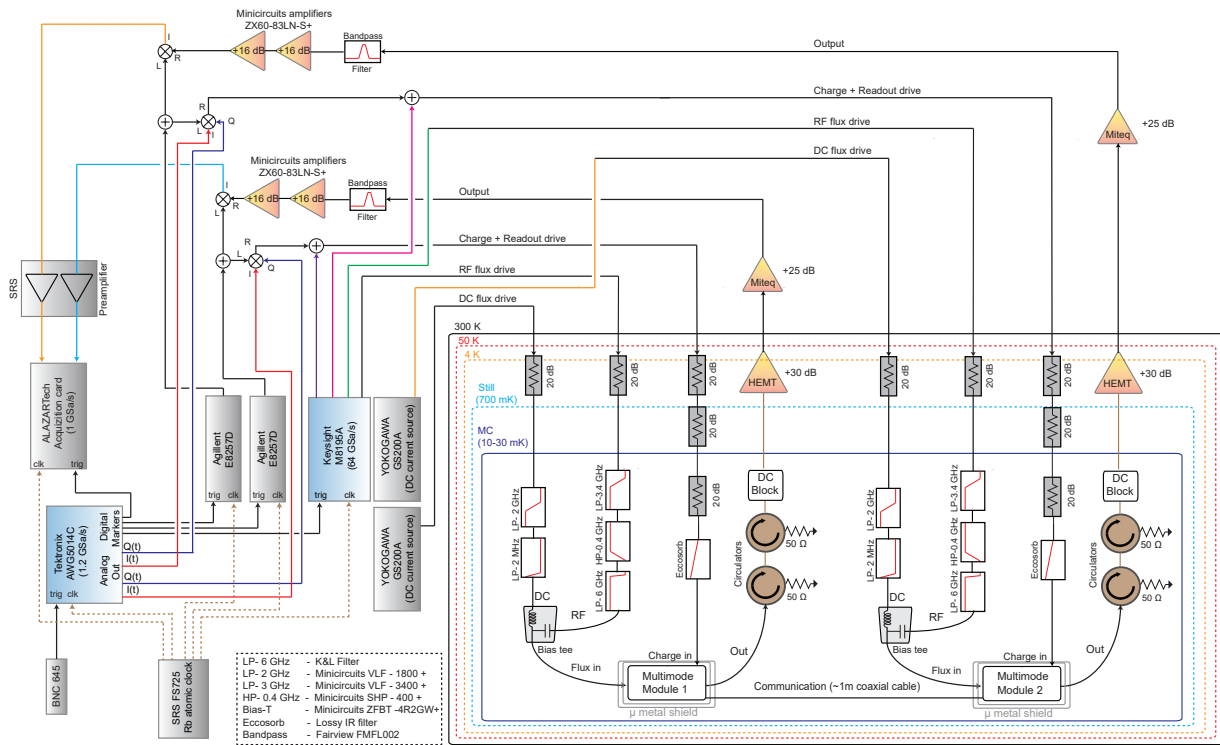 Minicircuits amplifiers
ZX60-83LN-S+
I
R
L
+16 dB
+16 dB
Bandpass
Filter
Output
R
Q
L
I
Charge + Readout drive
RF flux drive
DC flux drive
Miteq
+25 dB
Minicircuits amplifiers
ZX60-83LN-S+
I
R
L
+16 dB
+16 dB
Bandpass
Filter
Output
R
L
Q
I
Charge + Readout drive
RF flux drive
DC flux drive
Miteq
+25 dB
SRS
Preamplifier
300 K
50 K
4 K
Still
(700 mK)
MC
(10-30 mK)
20 dB
20 dB
20 dB
HEMT
+30 dB
20 dB
20 dB
20 dB
HEMT
+30 dB
20 dB
20 dB
ALAZARTech
Acquiztion card
(1 GSa/s)
clk
trig
Agillent
E8257D
trig
clk
Agillent
E8257D
trig
clk
Keysight
M8195A
(64 GSa/s)
trig
clk
YOKOGAWA
GS200A
(DC current source)
YOKOGAWA
GS200A
(DC current source)
LP- 2 GHz
LP-3.4 GHz
20 dB
DC
Block
LP- 2 MHz
HP-0.4 GHz
Eccosorb
Circulators
50 Ω
LP- 6 GHz
50 Ω
DC
RF
Bias tee
Flux in
Charge in
Out
Multimode
Module 1
μ metal shield
Communication (~1m coaxial cable)
LP- 2 GHz
LP-3.4 GHz
20 dB
DC
Block
LP- 2 MHz
HP-0.4 GHz
Eccosorb
Circulators
50 Ω
LP- 6 GHz
50 Ω
DC
RF
Bias tee
Flux in
Charge in
Out
Multimode
Module 2
μ metal shield
Tektronix
AWG5014C
(1.2 GSa/s)
Digital
Markers
Analog
Out
trig
clk
Q(t)
I(t)
Q(t)
I(t)
BNC 645
SRS FS725
Rb atomic clock
LP- 6 GHz - K&L Filter
LP- 2 GHz - Minicircuits VLF - 1800 +
LP- 3 GHz - Minicircuits VLF - 3400 +
HP- 0.4 GHz - Minicircuits SHP - 400 +
Bias-T - Minicircuits ZFBT -4R2GW+
Eccosorb - Lossy IR filter
Bandpass - Fairview FMFL002